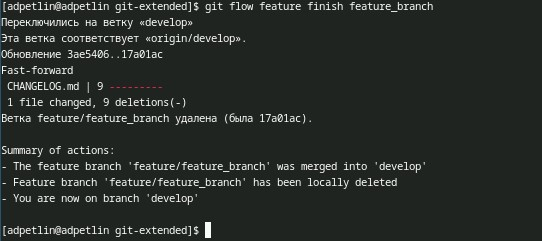 [adpetlin@adpetlin git-extended]$ git flow feature finish feature_branch
Переключились на ветку «develop»
Эта ветка соответствует «origin/develop».
Обновление 3ae5406..17a01ac
Fast-forward
 CHANGELOG.md | 9 ---------
 1 file changed, 9 deletions(-)
Ветка feature/feature_branch удалена (была 17a01ac).

Summary of actions:
- The feature branch 'feature/feature_branch' was merged into 'develop'
- Feature branch 'feature/feature_branch' has been locally deleted
- You are now on branch 'develop'

[adpetlin@adpetlin git-extended]$